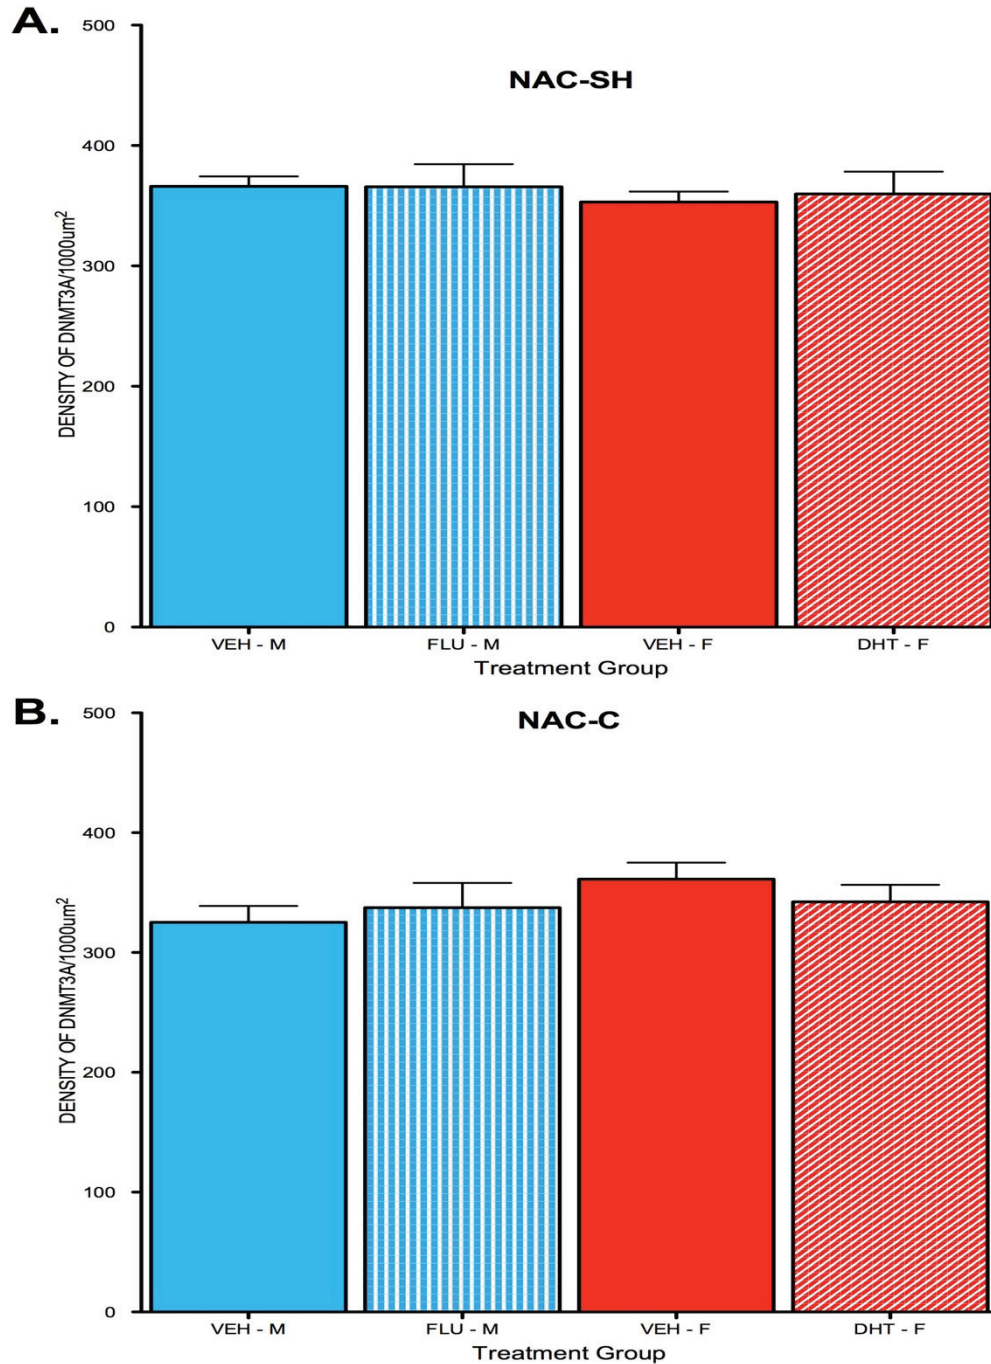 A.
NAC-SH
500
400
300
200
100
0
DENSITY OF DNMT3A/1000um²
VEH - M FLU - M VEH - F DHT - F
Treatment Group
B.
NAC-C
500
400
300
200
100
0
DENSITY OF DNMT3A/1000um²
VEH - M FLU - M VEH - F DHT - F
Treatment Group